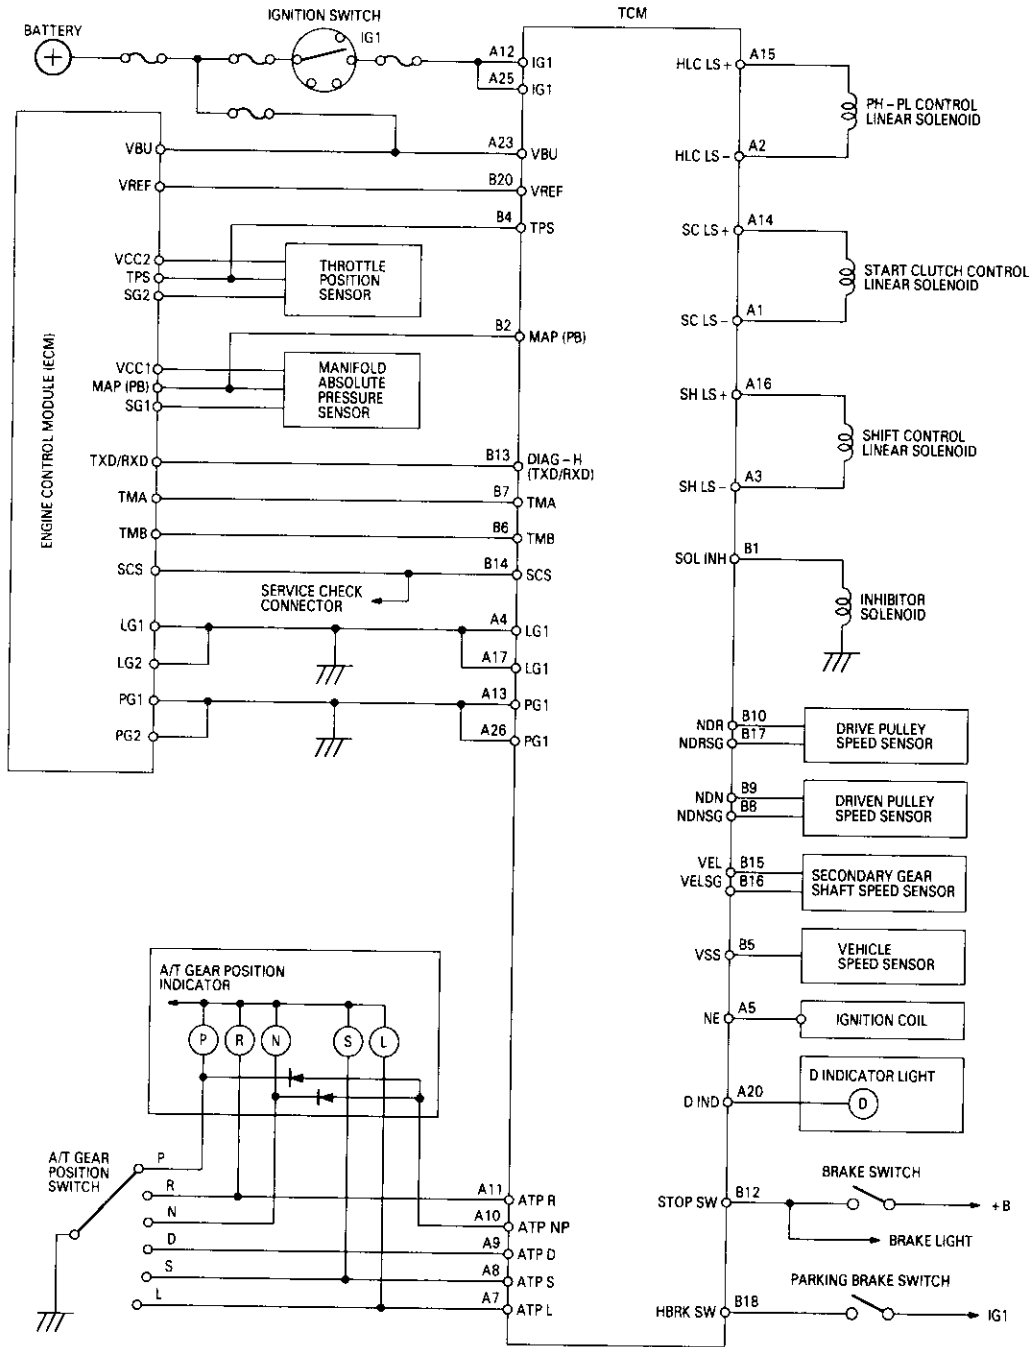 BATTERY
IGNITION SWITCH
IG1
TCM
A12
IG1
A25
IG1
A23
VBU
VBU
VREF
B20
VREF
B4
TPS
VCC2
TPS
SG2
THROTTLE
POSITION
SENSOR
B2
MAP (PB)
VCC1
MAP (PB)
SG1
MANIFOLD
ABSOLUTE
PRESSURE
SENSOR
ENGINE CONTROL MODULE (ECM)
TXD/RXD
B13
DIAG – H
(TXD/RXD)
TMA
B7
TMA
TMB
B6
TMB
SCS
B14
SCS
SERVICE CHECK
CONNECTOR
LG1
A4
LG1
LG2
A17
LG1
PG1
A13
PG1
PG2
A26
PG1
HLC LS +
A15
PH – PL CONTROL
LINEAR SOLENOID
HLC LS –
A2
SC LS +
A14
START CLUTCH CONTROL
LINEAR SOLENOID
SC LS –
A1
SH LS +
A16
SHIFT CONTROL
LINEAR SOLENOID
SH LS –
A3
SOL INH
B1
INHIBITOR
SOLENOID
NDR
B10
NDRSG
B17
DRIVE PULLEY
SPEED SENSOR
NDN
B9
NDNSG
B8
DRIVEN PULLEY
SPEED SENSOR
VEL
B15
VELSG
B16
SECONDARY GEAR
SHAFT SPEED SENSOR
VSS
B5
VEHICLE
SPEED SENSOR
NE
A5
IGNITION COIL
D INDICATOR LIGHT
D IND
A20
D
STOP SW
B12
BRAKE SWITCH
+ B
BRAKE LIGHT
PARKING BRAKE SWITCH
HBRK SW
B18
IG1
A/T GEAR POSITION
INDICATOR
P
R
N
S
L
A/T GEAR
POSITION
SWITCH
P
R
A11
ATP R
N
A10
ATP NP
D
A9
ATP D
S
A8
ATP S
L
A7
ATP L